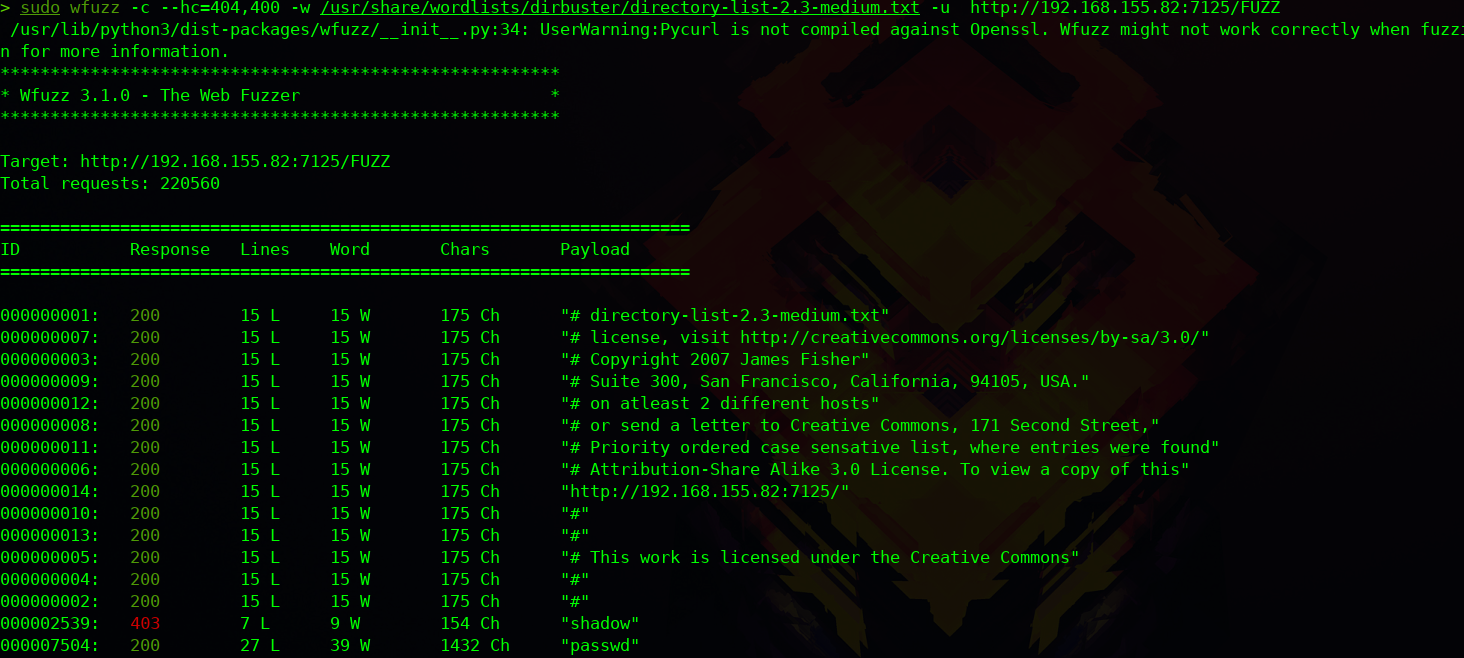 > sudo wfuzz -c --hc=404,400 -w /usr/share/wordlists/dirbuster/directory-list-2.3-medium.txt -u  http://192.168.155.82:7125/FUZZ
 /usr/lib/python3/dist-packages/wfuzz/__init__.py:34: UserWarning:Pycurl is not compiled against Openssl. Wfuzz might not work correctly when fuzzi
n for more information.
********************************************************
* Wfuzz 3.1.0 - The Web Fuzzer                         *
********************************************************
Target: http://192.168.155.82:7125/FUZZ
Total requests: 220560
=====================================================================
ID           Response   Lines    Word       Chars       Payload
=====================================================================
000000001:   200        15 L     15 W       175 Ch      "# directory-list-2.3-medium.txt"
000000007:   200        15 L     15 W       175 Ch      "# license, visit http://creativecommons.org/licenses/by-sa/3.0/"
000000003:   200        15 L     15 W       175 Ch      "# Copyright 2007 James Fisher"
000000009:   200        15 L     15 W       175 Ch      "# Suite 300, San Francisco, California, 94105, USA."
000000012:   200        15 L     15 W       175 Ch      "# on atleast 2 different hosts"
000000008:   200        15 L     15 W       175 Ch      "# or send a letter to Creative Commons, 171 Second Street,"
000000011:   200        15 L     15 W       175 Ch      "# Priority ordered case sensative list, where entries were found"
000000006:   200        15 L     15 W       175 Ch      "# Attribution-Share Alike 3.0 License. To view a copy of this"
000000014:   200        15 L     15 W       175 Ch      "http://192.168.155.82:7125/"
000000010:   200        15 L     15 W       175 Ch      "#"
000000013:   200        15 L     15 W       175 Ch      "#"
000000005:   200        15 L     15 W       175 Ch      "# This work is licensed under the Creative Commons"
000000004:   200        15 L     15 W       175 Ch      "#"
000000002:   200        15 L     15 W       175 Ch      "#"
000002539:   403        7 L      9 W        154 Ch      "shadow"
000007504:   200        27 L     39 W       1432 Ch     "passwd"